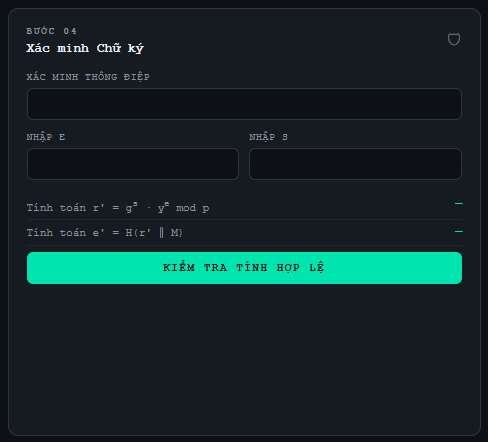 BƯỚC 04
Xác minh Chữ ký
XÁC MINH THÔNG ĐIỆP
NHẬP E NHẬP S
Tính toán r' = gˢ · yᵉ mod p —
Tính toán e' = H(r' ‖ M) —
KIỂM TRA TÍNH HỢP LỆ